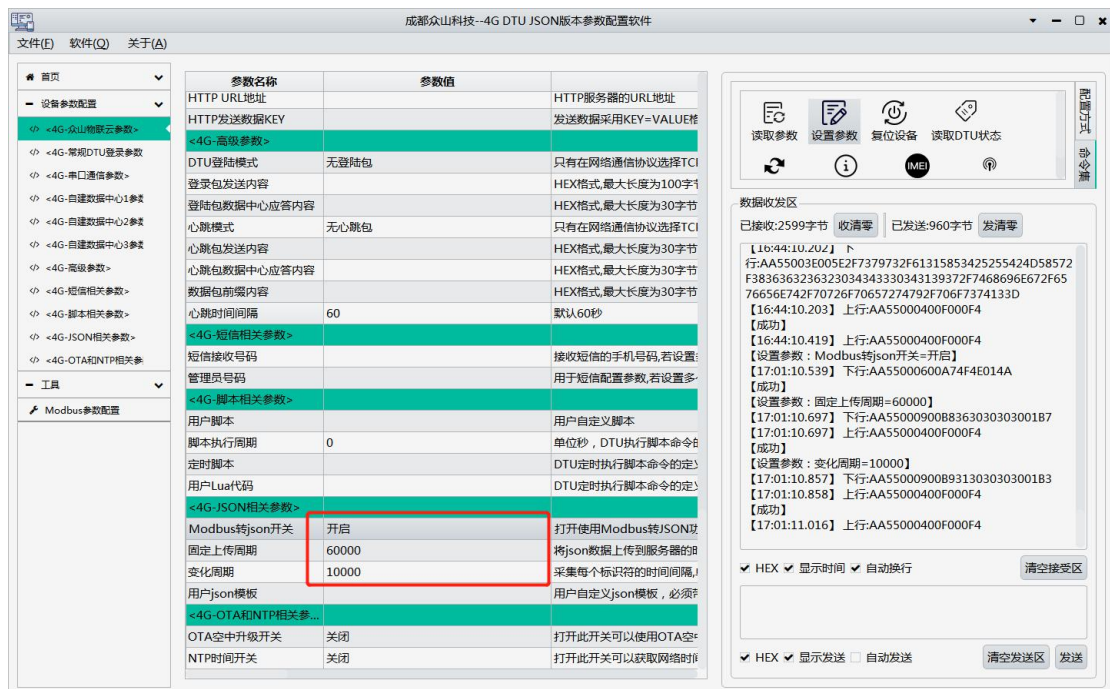 成都众山科技--4G DTU JSON版本参数配置软件
文件(F) 软件(Q) 关于(A)
首页
设备参数配置
<4G-众山物联云参数>
<4G-常规DTU登录参数
<4G-串口通信参数>
<4G-自建数据中心1参数
<4G-自建数据中心2参数
<4G-自建数据中心3参数
<4G-高级参数>
<4G-短信相关参数>
<4G-脚本相关参数>
<4G-JSON相关参数>
<4G-OTA和NTP相关参
工具
Modbus参数配置
参数名称 参数值
HTTP URL地址 HTTP服务器的URL地址
HTTP发送数据KEY 发送数据采用KEY=VALUE格
<4G-高级参数>
DTU登陆模式 无登陆包 只有在网络通信协议选择TCI
登录包发送内容 HEX格式,最大长度为100字节
登陆包数据中心应答内容 HEX格式,最大长度为30字节
心跳模式 无心跳包 只有在网络通信协议选择TCI
心跳包发送内容 HEX格式,最大长度为30字节
心跳包数据中心应答内容 HEX格式,最大长度为30字节
数据包前缀内容 HEX格式,最大长度为30字节
心跳时间间隔 60 默认60秒
<4G-短信相关参数>
短信接收号码 接收短信的手机号码,若设置
管理员号码 用于短信配置参数,若设置多
<4G-脚本相关参数>
用户脚本 用户自定义脚本
脚本执行周期 0 单位秒，DTU执行脚本命令的
定时脚本 DTU定时执行脚本命令的定义
用户Lua代码 DTU定时执行脚本命令的定义
<4G-JSON相关参数>
Modbus转json开关 开启 打开使用Modbus转JSON功
固定上传周期 60000 将json数据上传到服务器的时
变化周期 10000 采集每个标识符的时间间隔,
用户json模板 用户自定义json模板，必须符
<4G-OTA和NTP相关参...
OTA空中升级开关 关闭 打开此开关可以使用OTA空中
NTP时间开关 关闭 打开此开关可以获取网络时间
读取参数 设置参数 复位设备 读取DTU状态
IMEI
配置方式
命令集
数据收发区
已接收:2599字节 收清零 已发送:960字节 发清零
【16:44:10.202】下
行:AA55003E005E2F7379732F61315853425255424D58572
F383636323632303434333034313937​2F7468696E672F65
76656E742F70726F70657274792F706F7374133D
【16:44:10.203】上行:AA55000400F000F4
【成功】
【16:44:10.419】上行:AA55000400F000F4
【设置参数：Modbus转json开关=开启】
【17:01:10.539】下行:AA55000600A74F4E014A
【成功】
【设置参数：固定上传周期=60000】
【17:01:10.697】下行:AA55000900B8363030303001B7
【17:01:10.697】上行:AA55000400F000F4
【成功】
【设置参数：变化周期=10000】
【17:01:10.857】下行:AA55000900B9313030303001B3
【17:01:10.858】上行:AA55000400F000F4
【成功】
【17:01:11.016】上行:AA55000400F000F4
HEX 显示时间 自动换行 清空接受区
HEX 显示发送 自动发送 清空发送区 发送